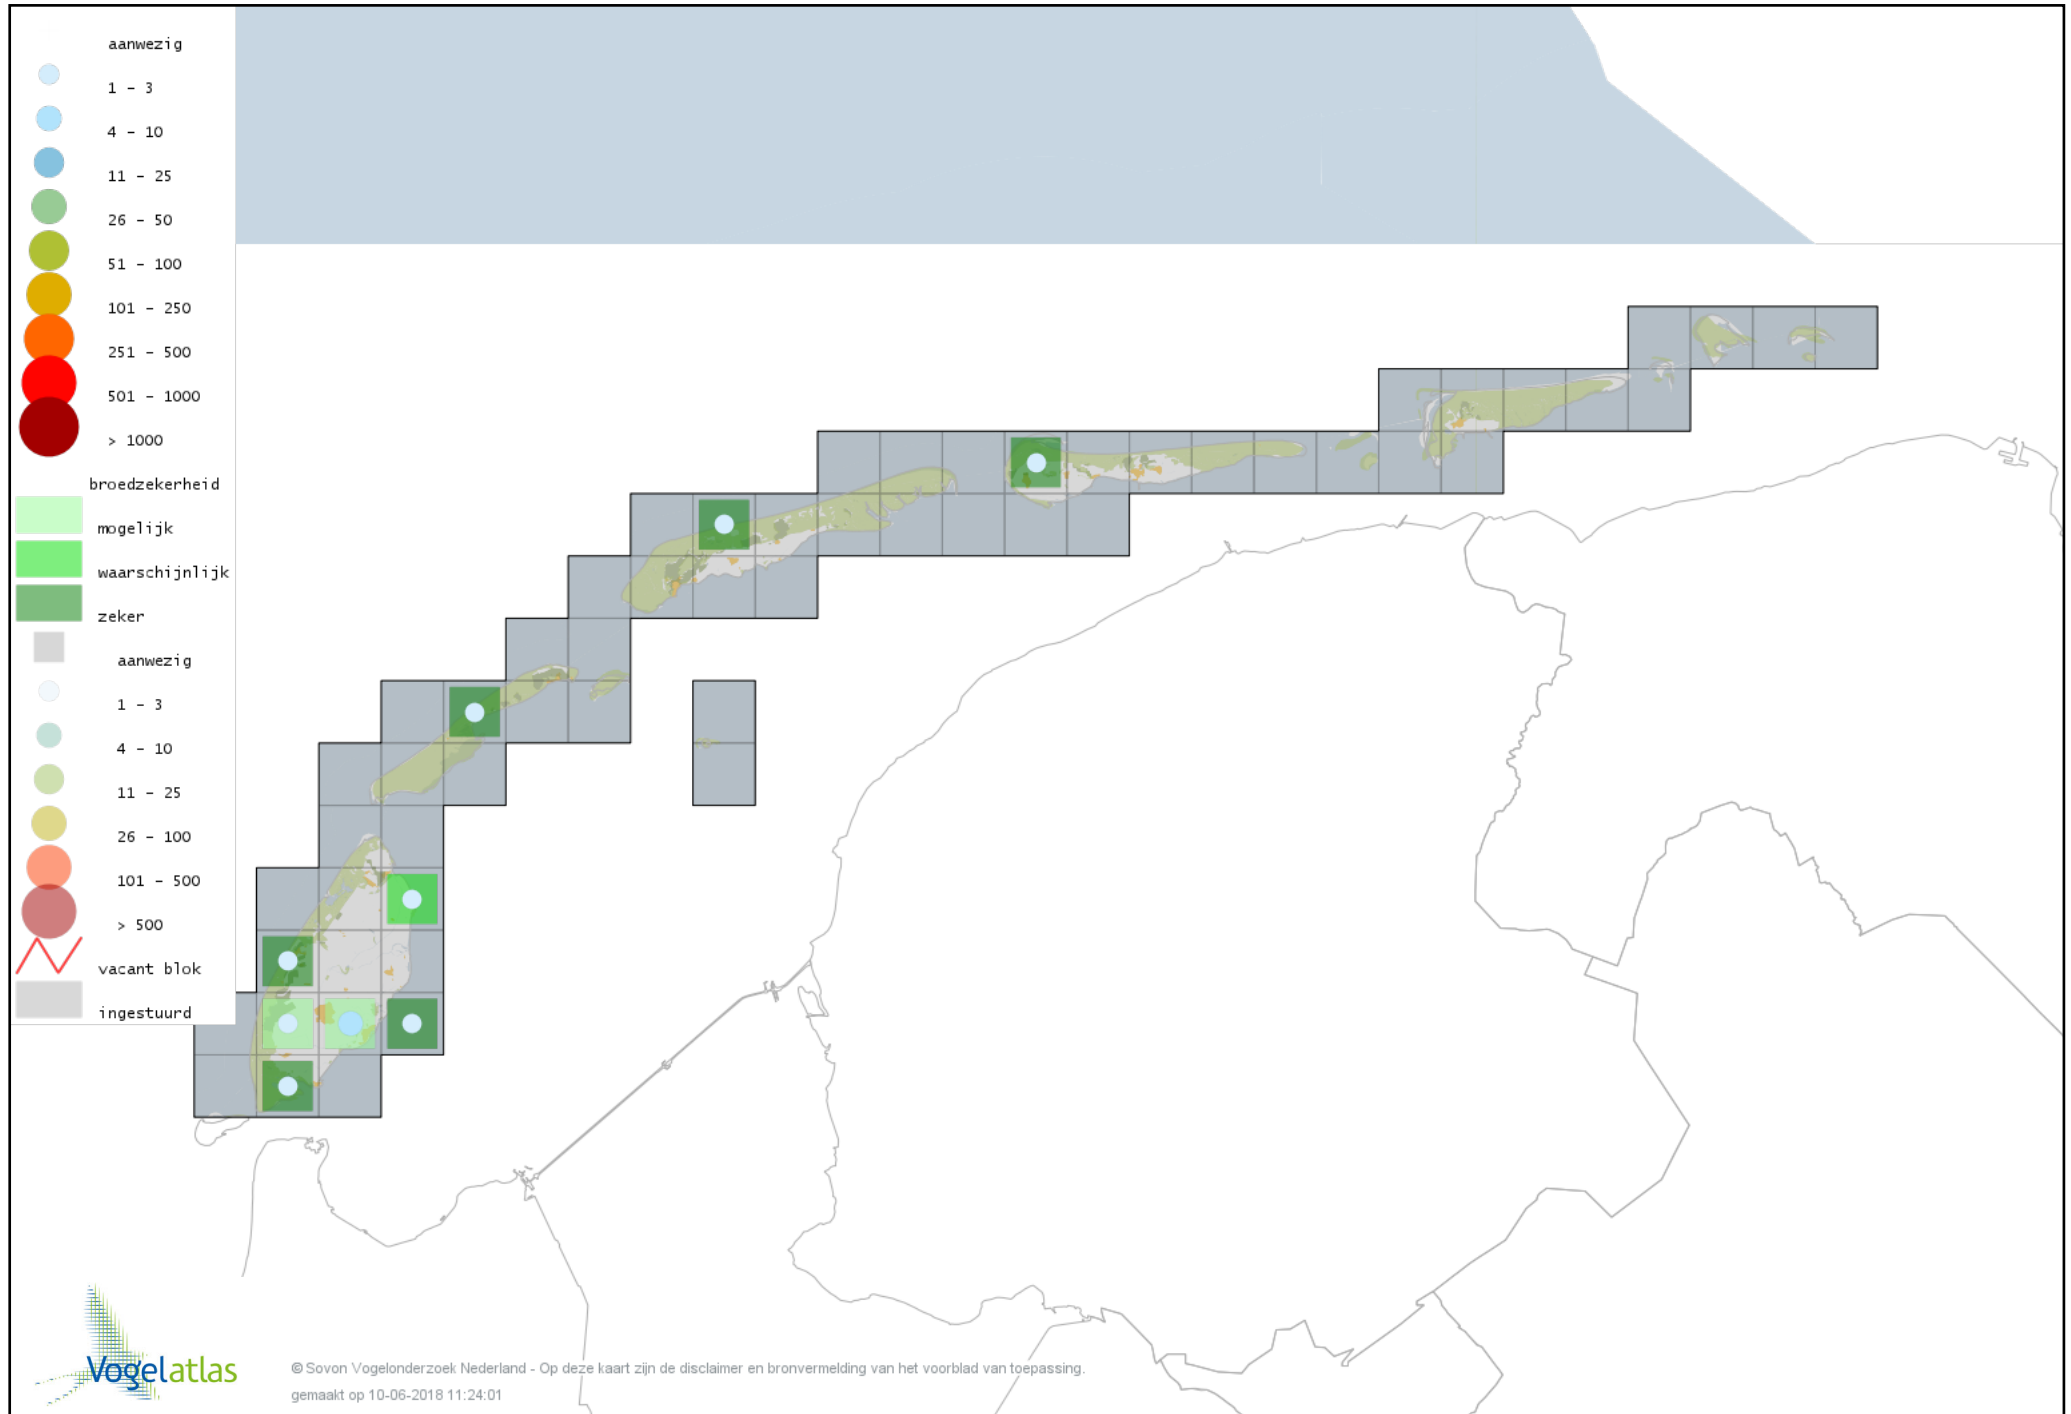 aanwezig
1 - 3
4 - 10
11 - 25
26 - 50
51 - 100
101 - 250
251 - 500
501 - 1000
> 1000
broedzekerheid
mogelijk
waarschijnlijk
zeker
aanwezig
1 - 3
4 - 10
11 - 25
26 - 100
101 - 500
> 500
vacant blok
ingestuurd
Vogelatlas
© Sovon Vogelonderzoek Nederland - Op deze kaart zijn de disclaimer en bronvermelding van het voorblad van toepassing.
gemaakt op 10-06-2018 11:24:01